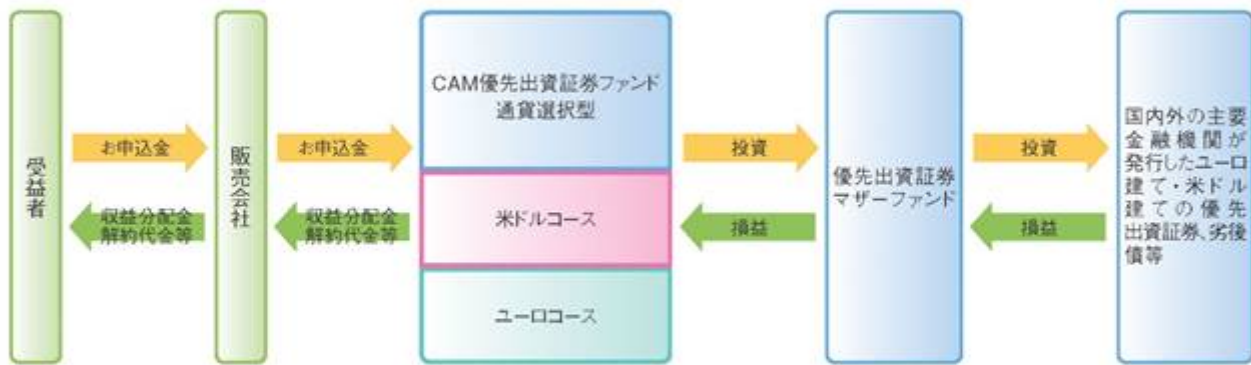 受益者
お申込金
収益分配金
解約代金等
販売会社
お申込金
収益分配金
解約代金等
CAM優先出資証券ファンド
通貨選択型
米ドルコース
ユーロコース
投資
損益
優先出資証券
マザーファンド
投資
損益
国内外の主要
金融機関が
発行したユーロ
建て・米ドル
建ての優先
出資証券、劣後
債等